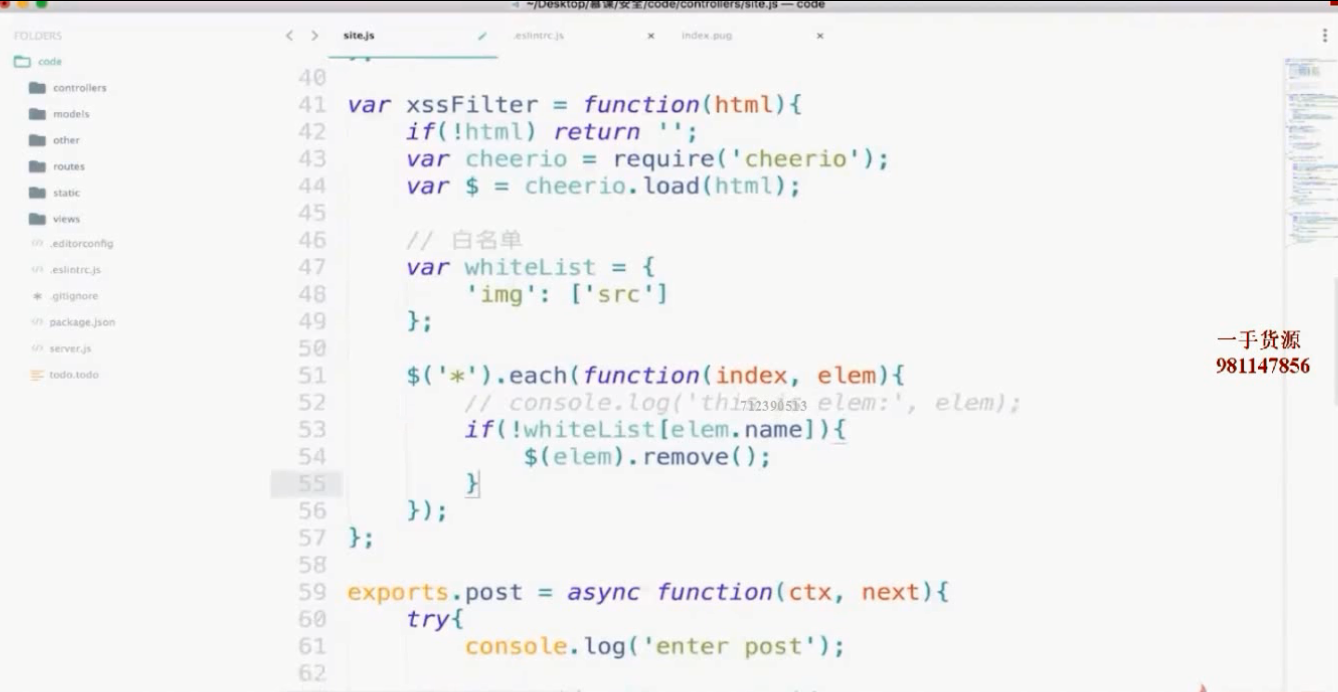 ~/Desktop/慕课/安全/code/controllers/site.js — code
FOLDERS
code
controllers
models
other
routes
static
views
.editorconfig
.eslintrc.js
.gitignore
package.json
server.js
todo.todo
site.js
.eslintrc.js
index.pug
40
41 var xssFilter = function(html){
42 if(!html) return '';
43 var cheerio = require('cheerio');
44 var $ = cheerio.load(html);
45
46 // 白名单
47 var whiteList = {
48 'img': ['src']
49 };
50
51 $('*').each(function(index, elem){
52 // console.log('this is elem:', elem);
53 if(!whiteList[elem.name]){
54 $(elem).remove();
55 }
56 });
57 };
58
59 exports.post = async function(ctx, next){
60 try{
61 console.log('enter post');
62
712390513
一手货源
981147856